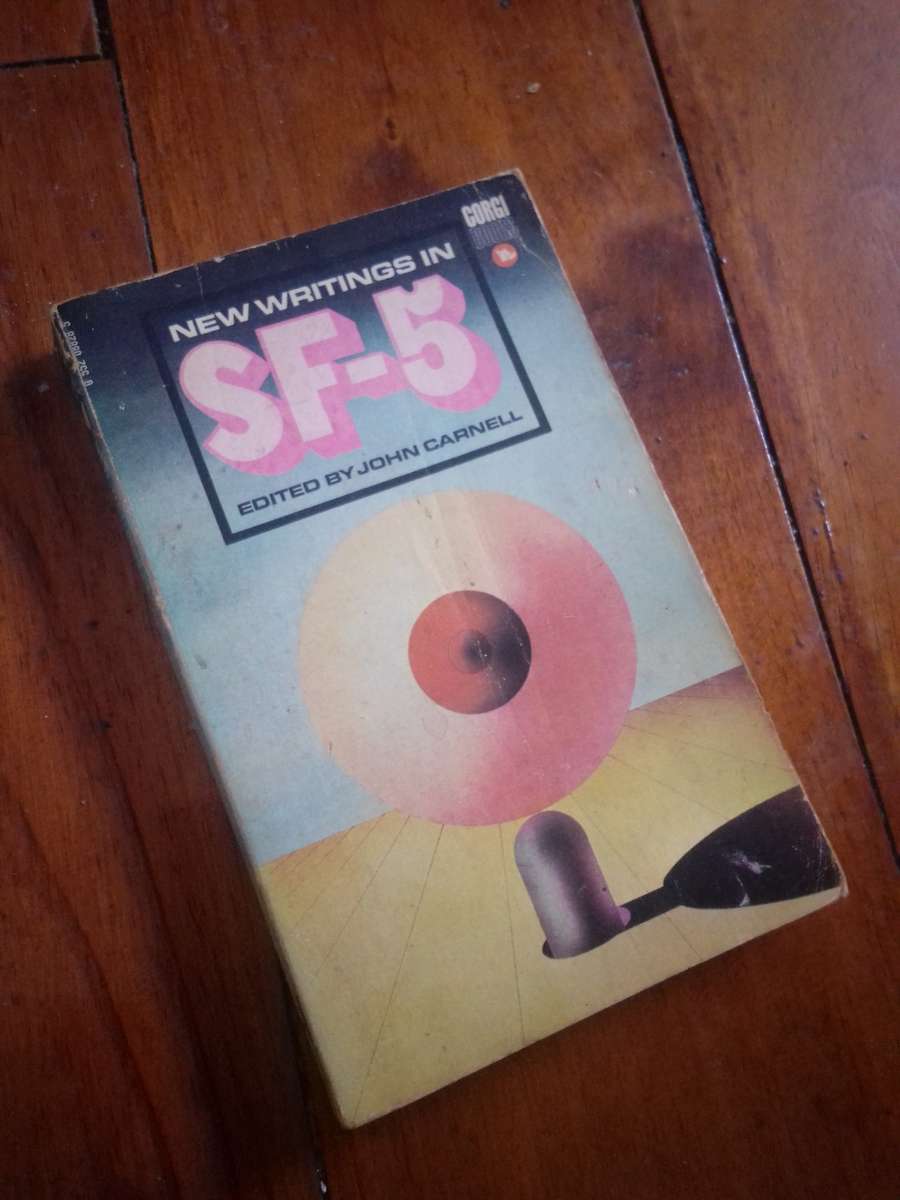 CORGI
BOOKS
NEW WRITINGS IN
SF-5
EDITED BY JOHN CARNELL